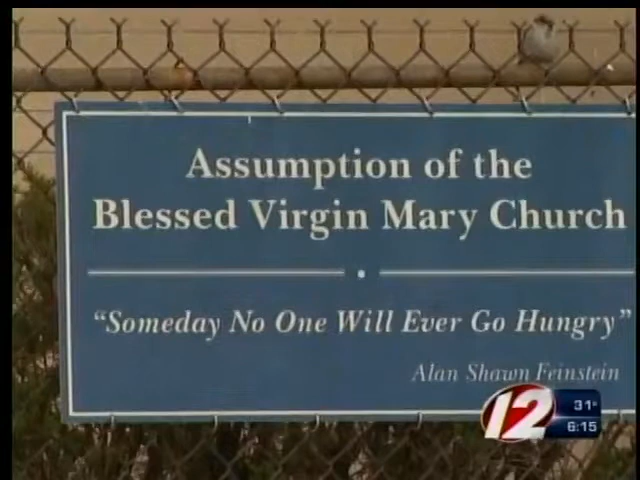 Assumption of the
Blessed Virgin Mary Church
“Someday No One Will Ever Go Hungry”
Alan Shawn Feinstein
12
31°
6:15